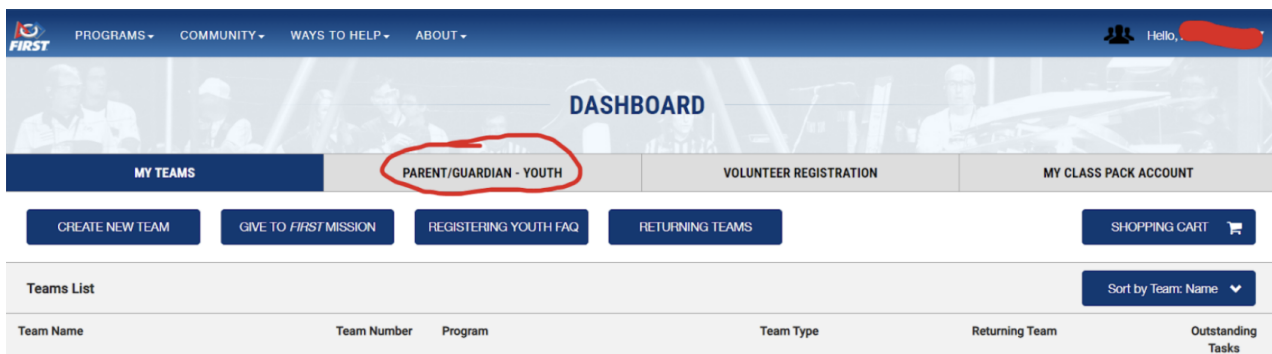 FIRST PROGRAMS COMMUNITY WAYS TO HELP ABOUT Hello,
DASHBOARD
MY TEAMS PARENT/GUARDIAN - YOUTH VOLUNTEER REGISTRATION MY CLASS PACK ACCOUNT
CREATE NEW TEAM GIVE TO FIRST MISSION REGISTERING YOUTH FAQ RETURNING TEAMS SHOPPING CART
Teams List Sort by Team: Name
Team Name Team Number Program Team Type Returning Team Outstanding
Tasks